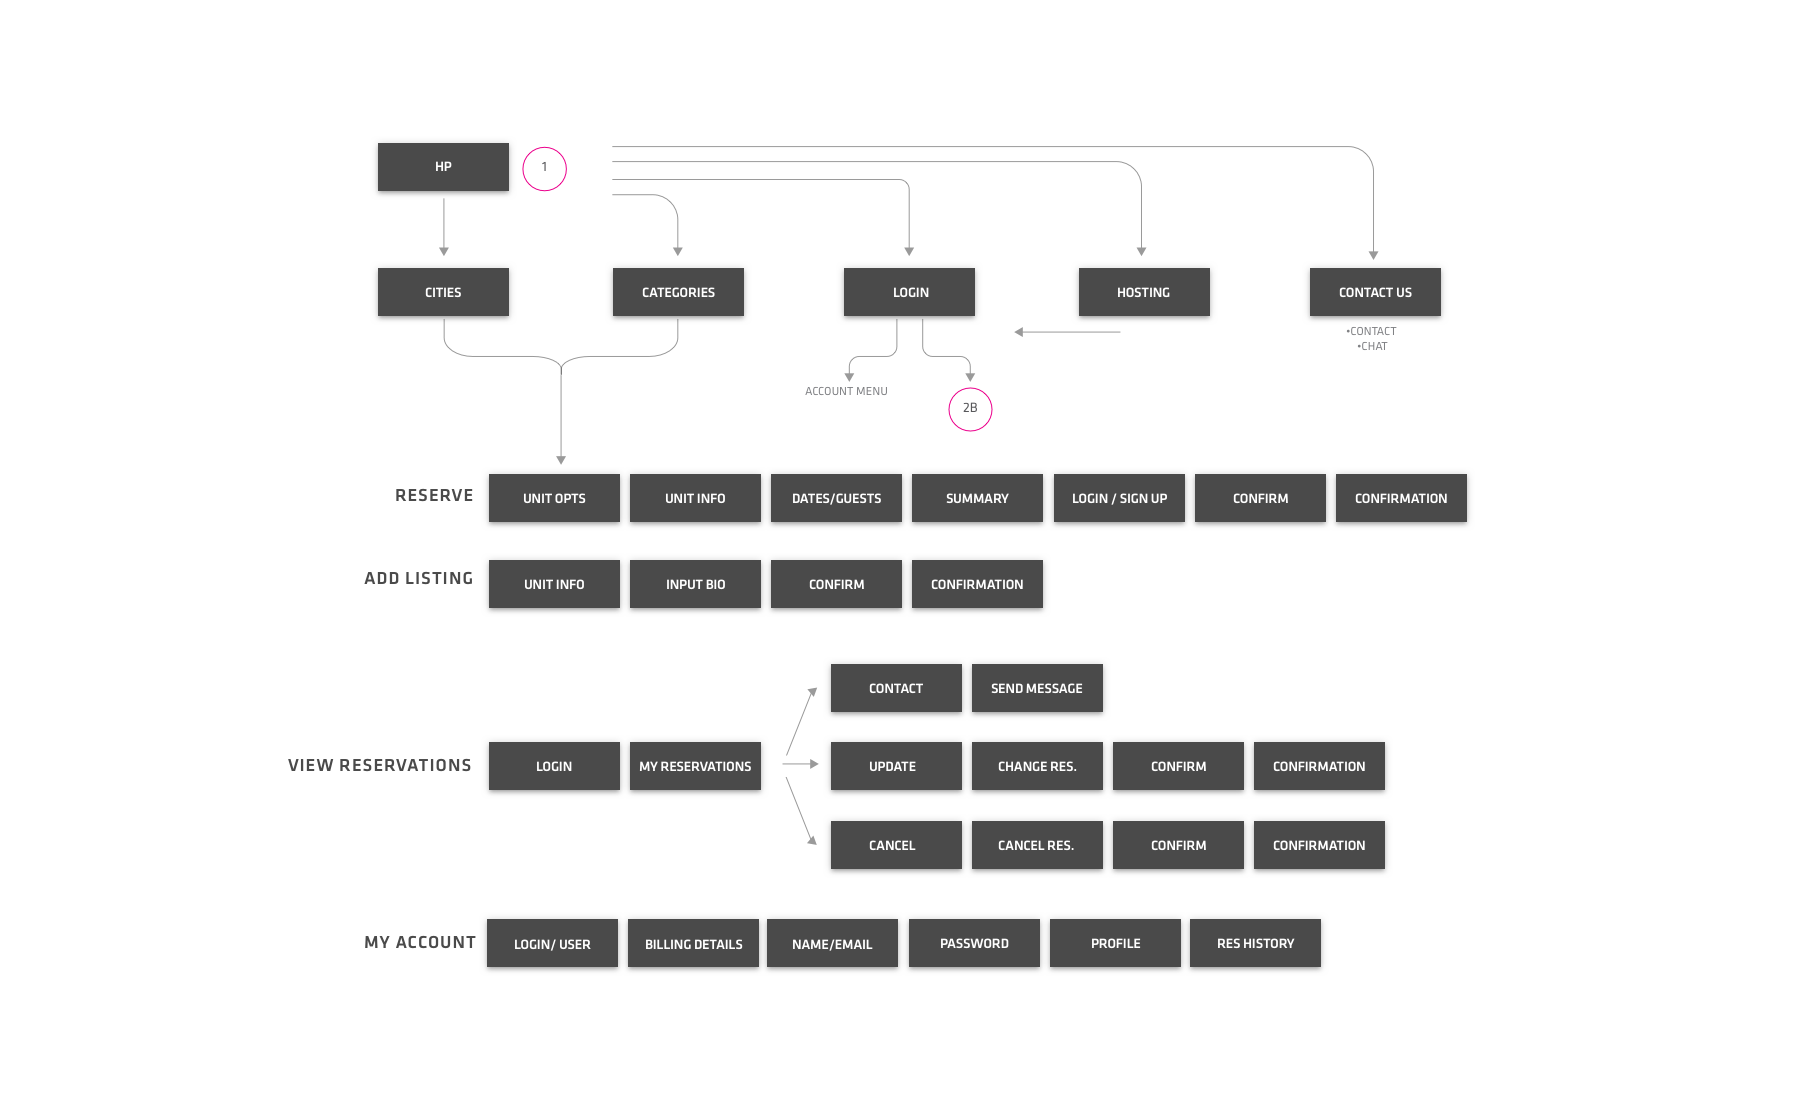 HP
1
CITIES
CATEGORIES
LOGIN
HOSTING
CONTACT US
•CONTACT
•CHAT
ACCOUNT MENU
2B
RESERVE
UNIT OPTS
UNIT INFO
DATES/GUESTS
SUMMARY
LOGIN / SIGN UP
CONFIRM
CONFIRMATION
ADD LISTING
UNIT INFO
INPUT BIO
CONFIRM
CONFIRMATION
VIEW RESERVATIONS
LOGIN
MY RESERVATIONS
CONTACT
SEND MESSAGE
UPDATE
CHANGE RES.
CONFIRM
CONFIRMATION
CANCEL
CANCEL RES.
CONFIRM
CONFIRMATION
MY ACCOUNT
LOGIN/ USER
BILLING DETAILS
NAME/EMAIL
PASSWORD
PROFILE
RES HISTORY